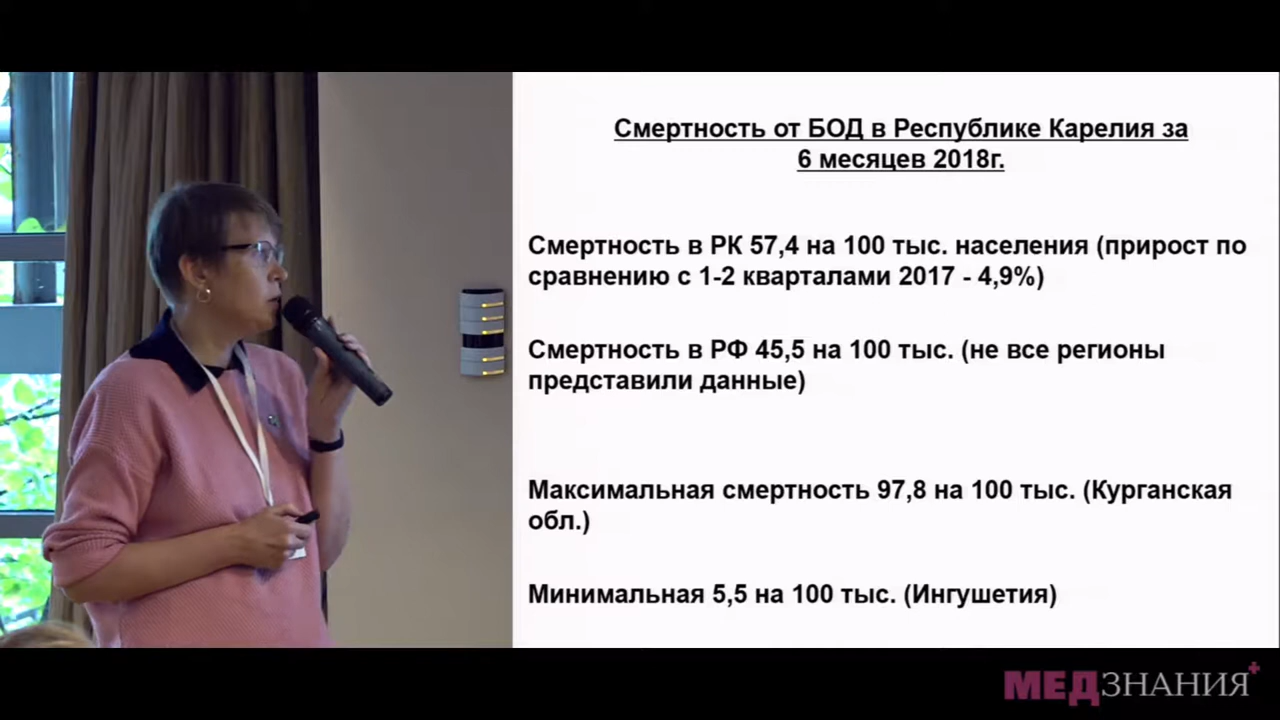 Смертность от БОД в Республике Карелия за
6 месяцев 2018г.
Смертность в РК 57,4 на 100 тыс. населения (прирост по
сравнению с 1-2 кварталами 2017 - 4,9%)
Смертность в РФ 45,5 на 100 тыс. (не все регионы
представили данные)
Максимальная смертность 97,8 на 100 тыс. (Курганская
обл.)
Минимальная 5,5 на 100 тыс. (Ингушетия)
МЕДЗНАНИЯ+